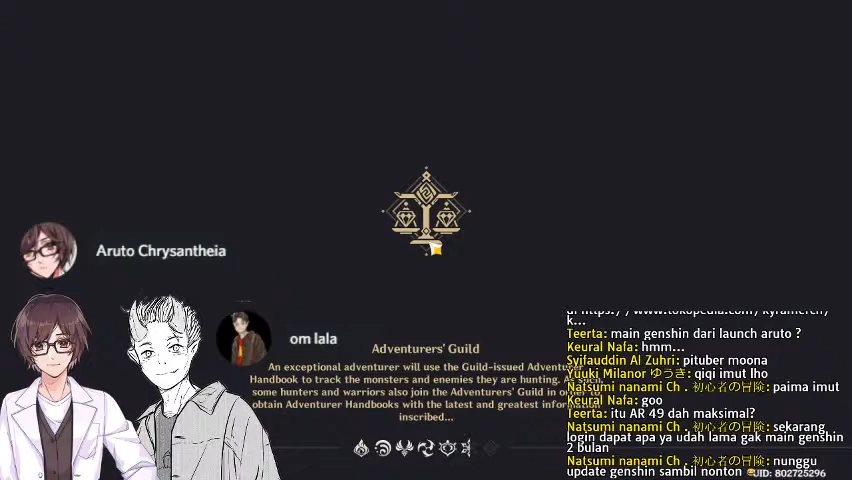 Aruto Chrysantheia
om lala
Adventurers' Guild
An exceptional adventurer will use the Guild-issued Adventurer
Handbook to track the monsters and enemies they are hunting. As such,
some hunters and warriors also join the Adventurers' Guild in order to
obtain Adventurer Handbooks with the latest and greatest information
inscribed...
k...
Teerta: main genshin dari launch aruto ?
Keural Nafa: hmm...
Syifauddin Al Zuhri: pituber moona
Yuuki Milanor ゆうき: qiqi imut lho
Natsumi nanami Ch . 初心者の冒険: paima imut
Keural Nafa: goo
Teerta: itu AR 49 dah maksimal?
Natsumi nanami Ch . 初心者の冒険: sekarang
login dapat apa ya udah lama gak main genshin
2 bulan
Natsumi nanami Ch . 初心者の冒険: nunggu
update genshin sambil nonton
UID: 802725296